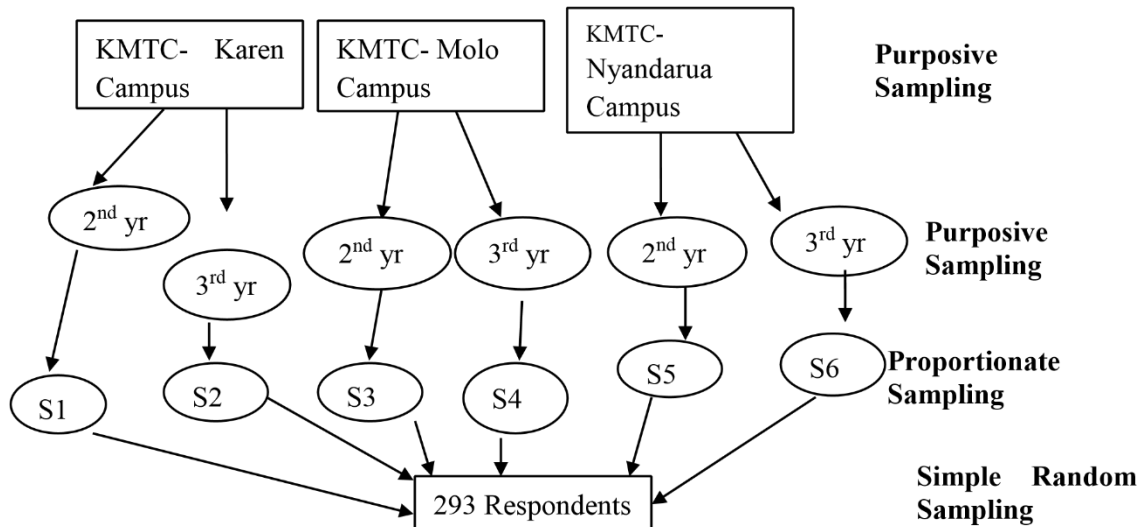 KMTC- Karen
Campus
KMTC- Molo
Campus
KMTC-
Nyandarua
Campus
Purposive
Sampling
2nd yr
3rd yr
2nd yr
3rd yr
2nd yr
3rd yr
Purposive
Sampling
S1
S2
S3
S4
S5
S6
Proportionate
Sampling
293 Respondents
Simple Random
Sampling